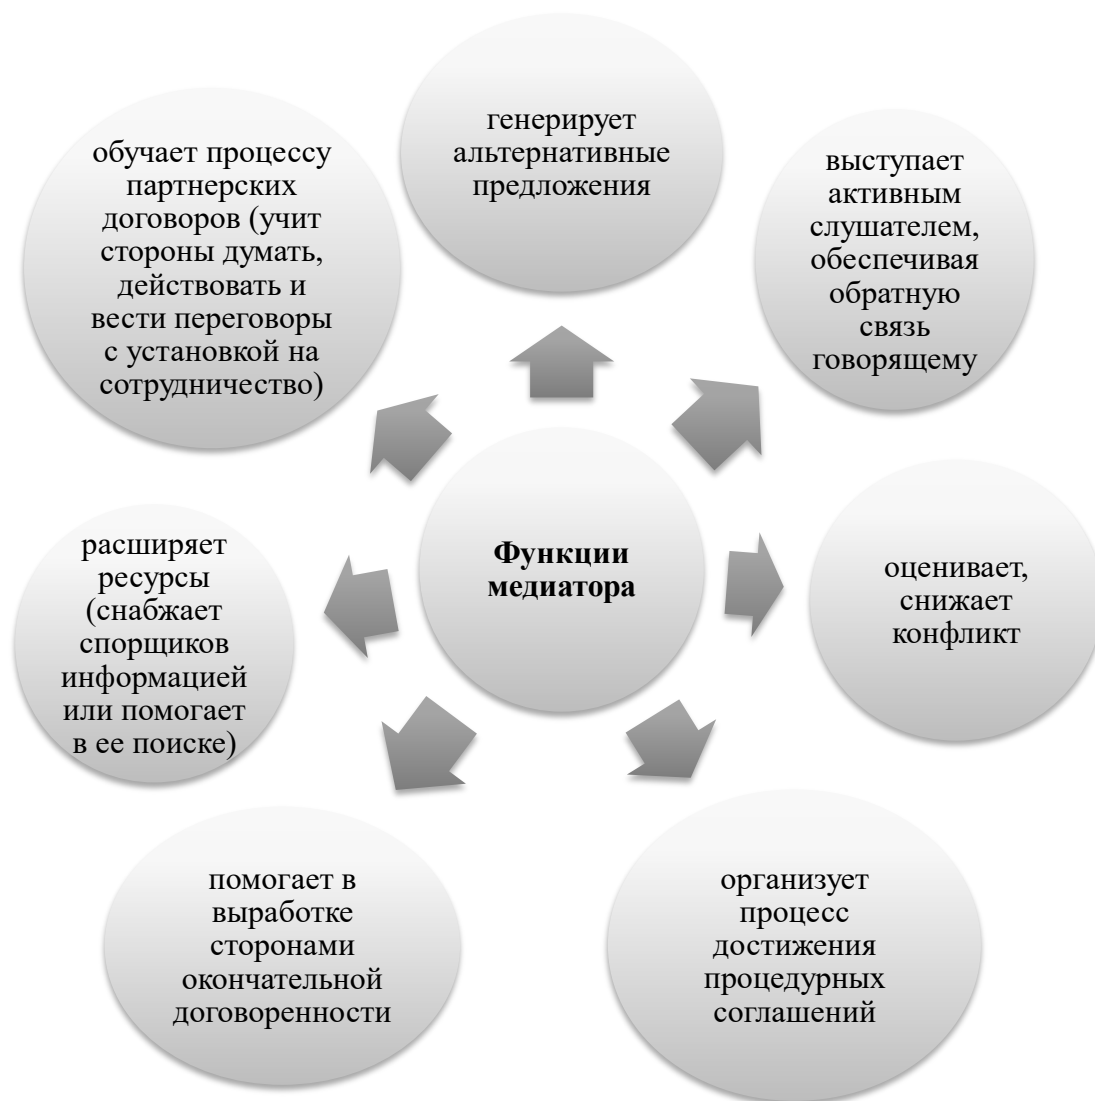 генерирует
альтернативные
предложения
выступает
активным
слушателем,
обеспечивая
обратную
связь
говорящему
оценивает,
снижает
конфликт
организует
процесс
достижения
процедурных
соглашений
помогает в
выработке
сторонами
окончательной
договоренности
расширяет
ресурсы
(снабжает
спорщиков
информацией
или помогает
в ее поиске)
обучает процессу
партнерских
договоров (учит
стороны думать,
действовать и
вести переговоры
с установкой на
сотрудничество)
Функции
медиатора